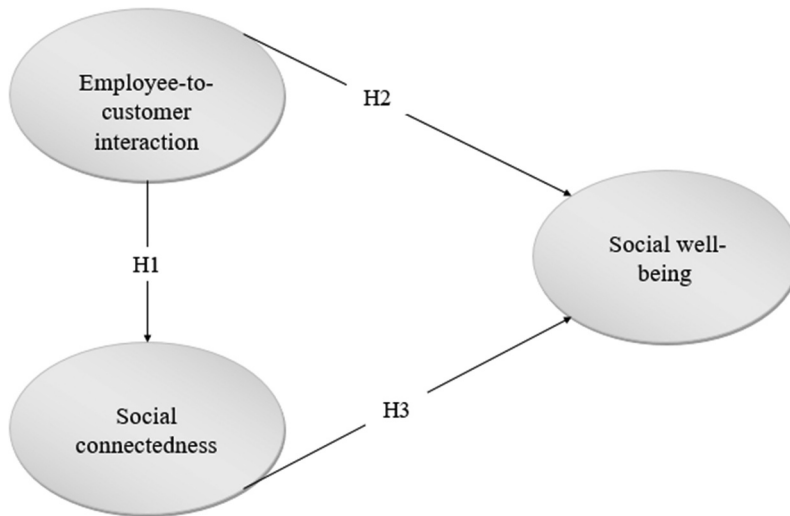 Employee-to-
customer
interaction
H2
Social well-
being
H1
Social
connectedness
H3